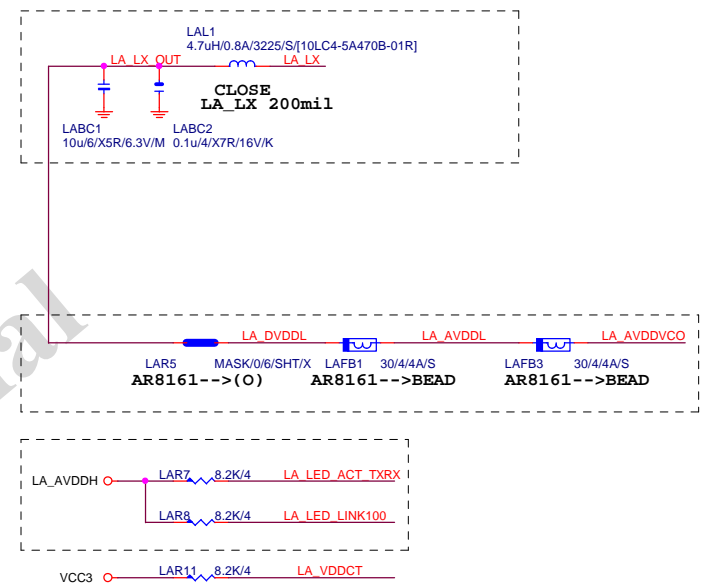 LAL1
4.7uH/0.8A/3225/S/[10LC4-5A470B-01R]
LA_LX_OUT LA_LX
CLOSE
LA_LX 200mil
LABC1 LABC2
10u/6/X5R/6.3V/M 0.1u/4/X7R/16V/K
LA_DVDDL LA_AVDDL LA_AVDDVCO
LAR5 MASK/0/6/SHT/X LAFB1 30/4/4A/S LAFB3 30/4/4A/S
AR8161-->(O) AR8161-->BEAD AR8161-->BEAD
LA_AVDDH LAR7 8.2K/4 LA_LED_ACT_TXRX
LAR8 8.2K/4 LA_LED_LINK100
VCC3 LAR11 8.2K/4 LA_VDDCT